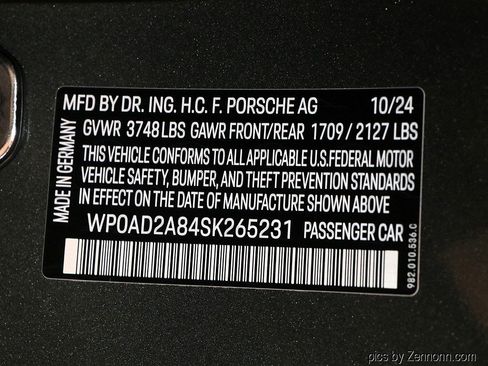 MFD BY DR. ING. H.C. F. PORSCHE AG 10/24
GVWR 3748 LBS GAWR FRONT/REAR 1709 / 2127 LBS
THIS VEHICLE CONFORMS TO ALL APPLICABLE U.S.FEDERAL MOTOR
VEHICLE SAFETY, BUMPER, AND THEFT PREVENTION STANDARDS
IN EFFECT ON THE DATE OF MANUFACTURE SHOWN ABOVE
WP0AD2A84SK265231 PASSENGER CAR
MADE IN GERMANY
982.010.536.C
pics by Zennonn.com